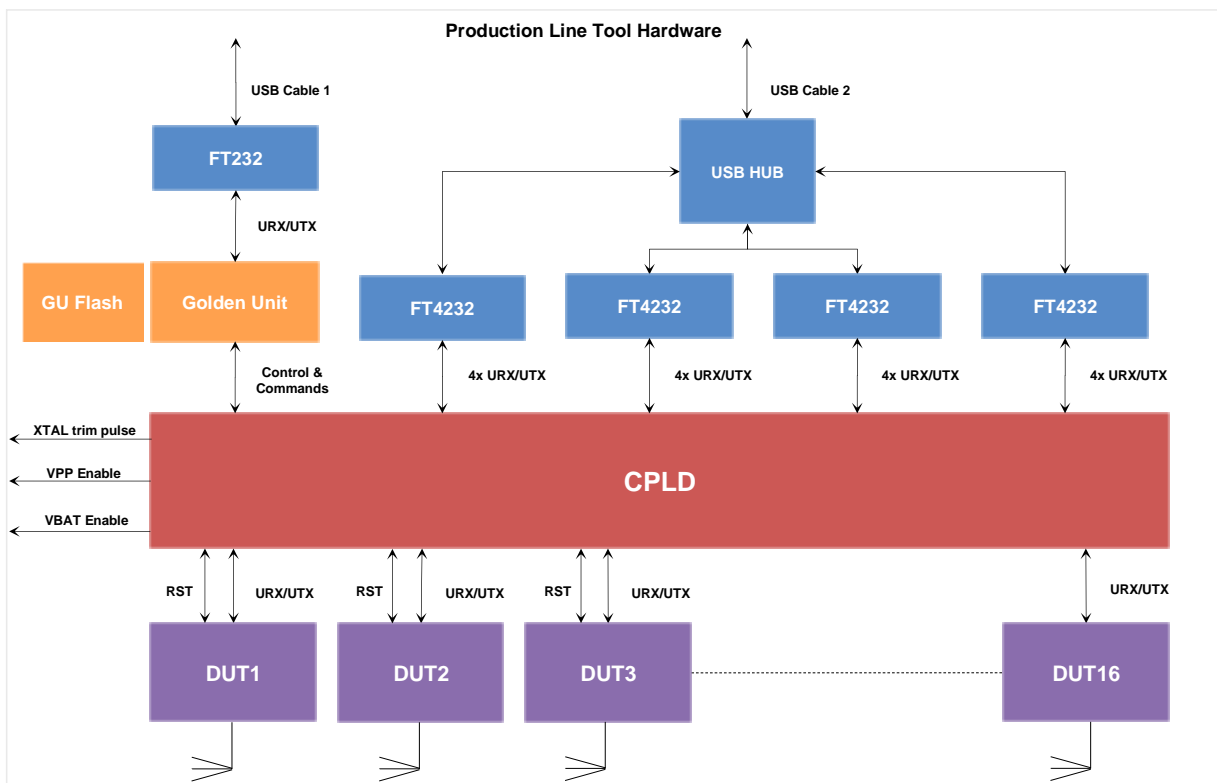 Production Line Tool Hardware
USB Cable 1
USB Cable 2
FT232
USB HUB
URX/UTX
GU Flash
Golden Unit
FT4232
FT4232
FT4232
FT4232
Control &
Commands
4x URX/UTX
4x URX/UTX
4x URX/UTX
4x URX/UTX
XTAL trim pulse
VPP Enable
VBAT Enable
CPLD
RST
URX/UTX
RST
URX/UTX
RST
URX/UTX
URX/UTX
DUT1
DUT2
DUT3
DUT16